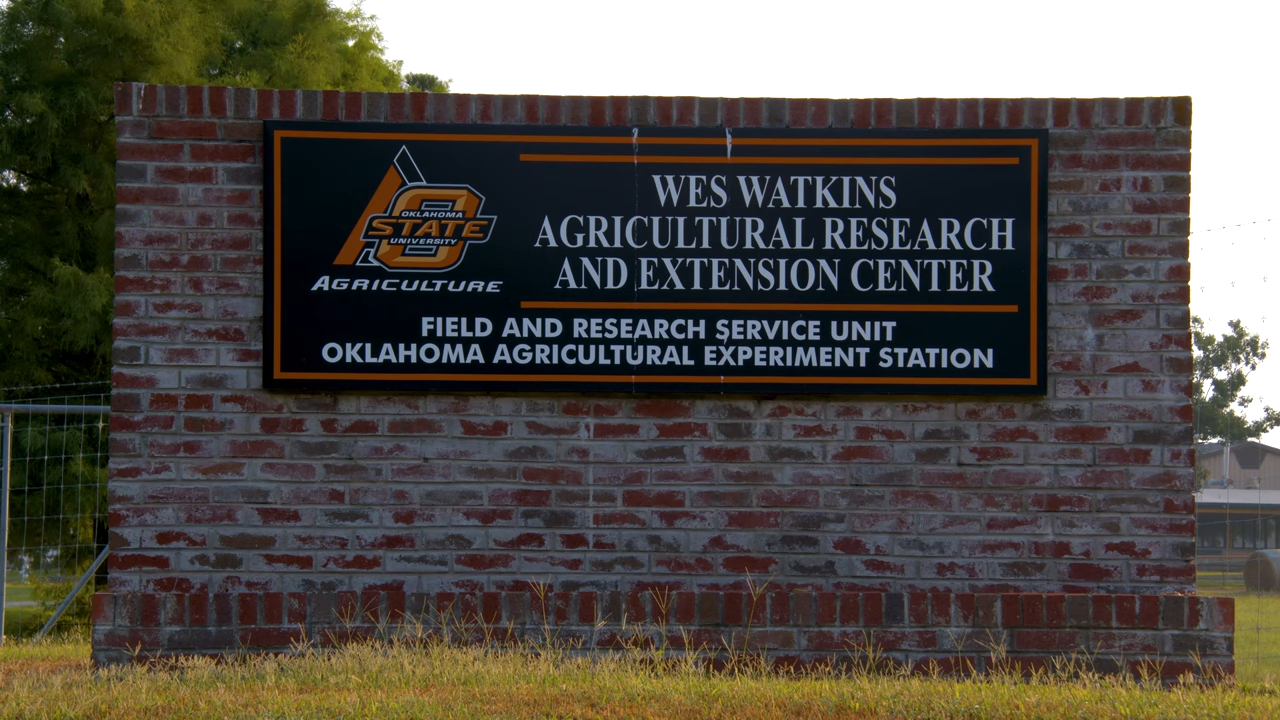 OKLAHOMA
STATE
UNIVERSITY
AGRICULTURE
WES WATKINS
AGRICULTURAL RESEARCH
AND EXTENSION CENTER
FIELD AND RESEARCH SERVICE UNIT
OKLAHOMA AGRICULTURAL EXPERIMENT STATION